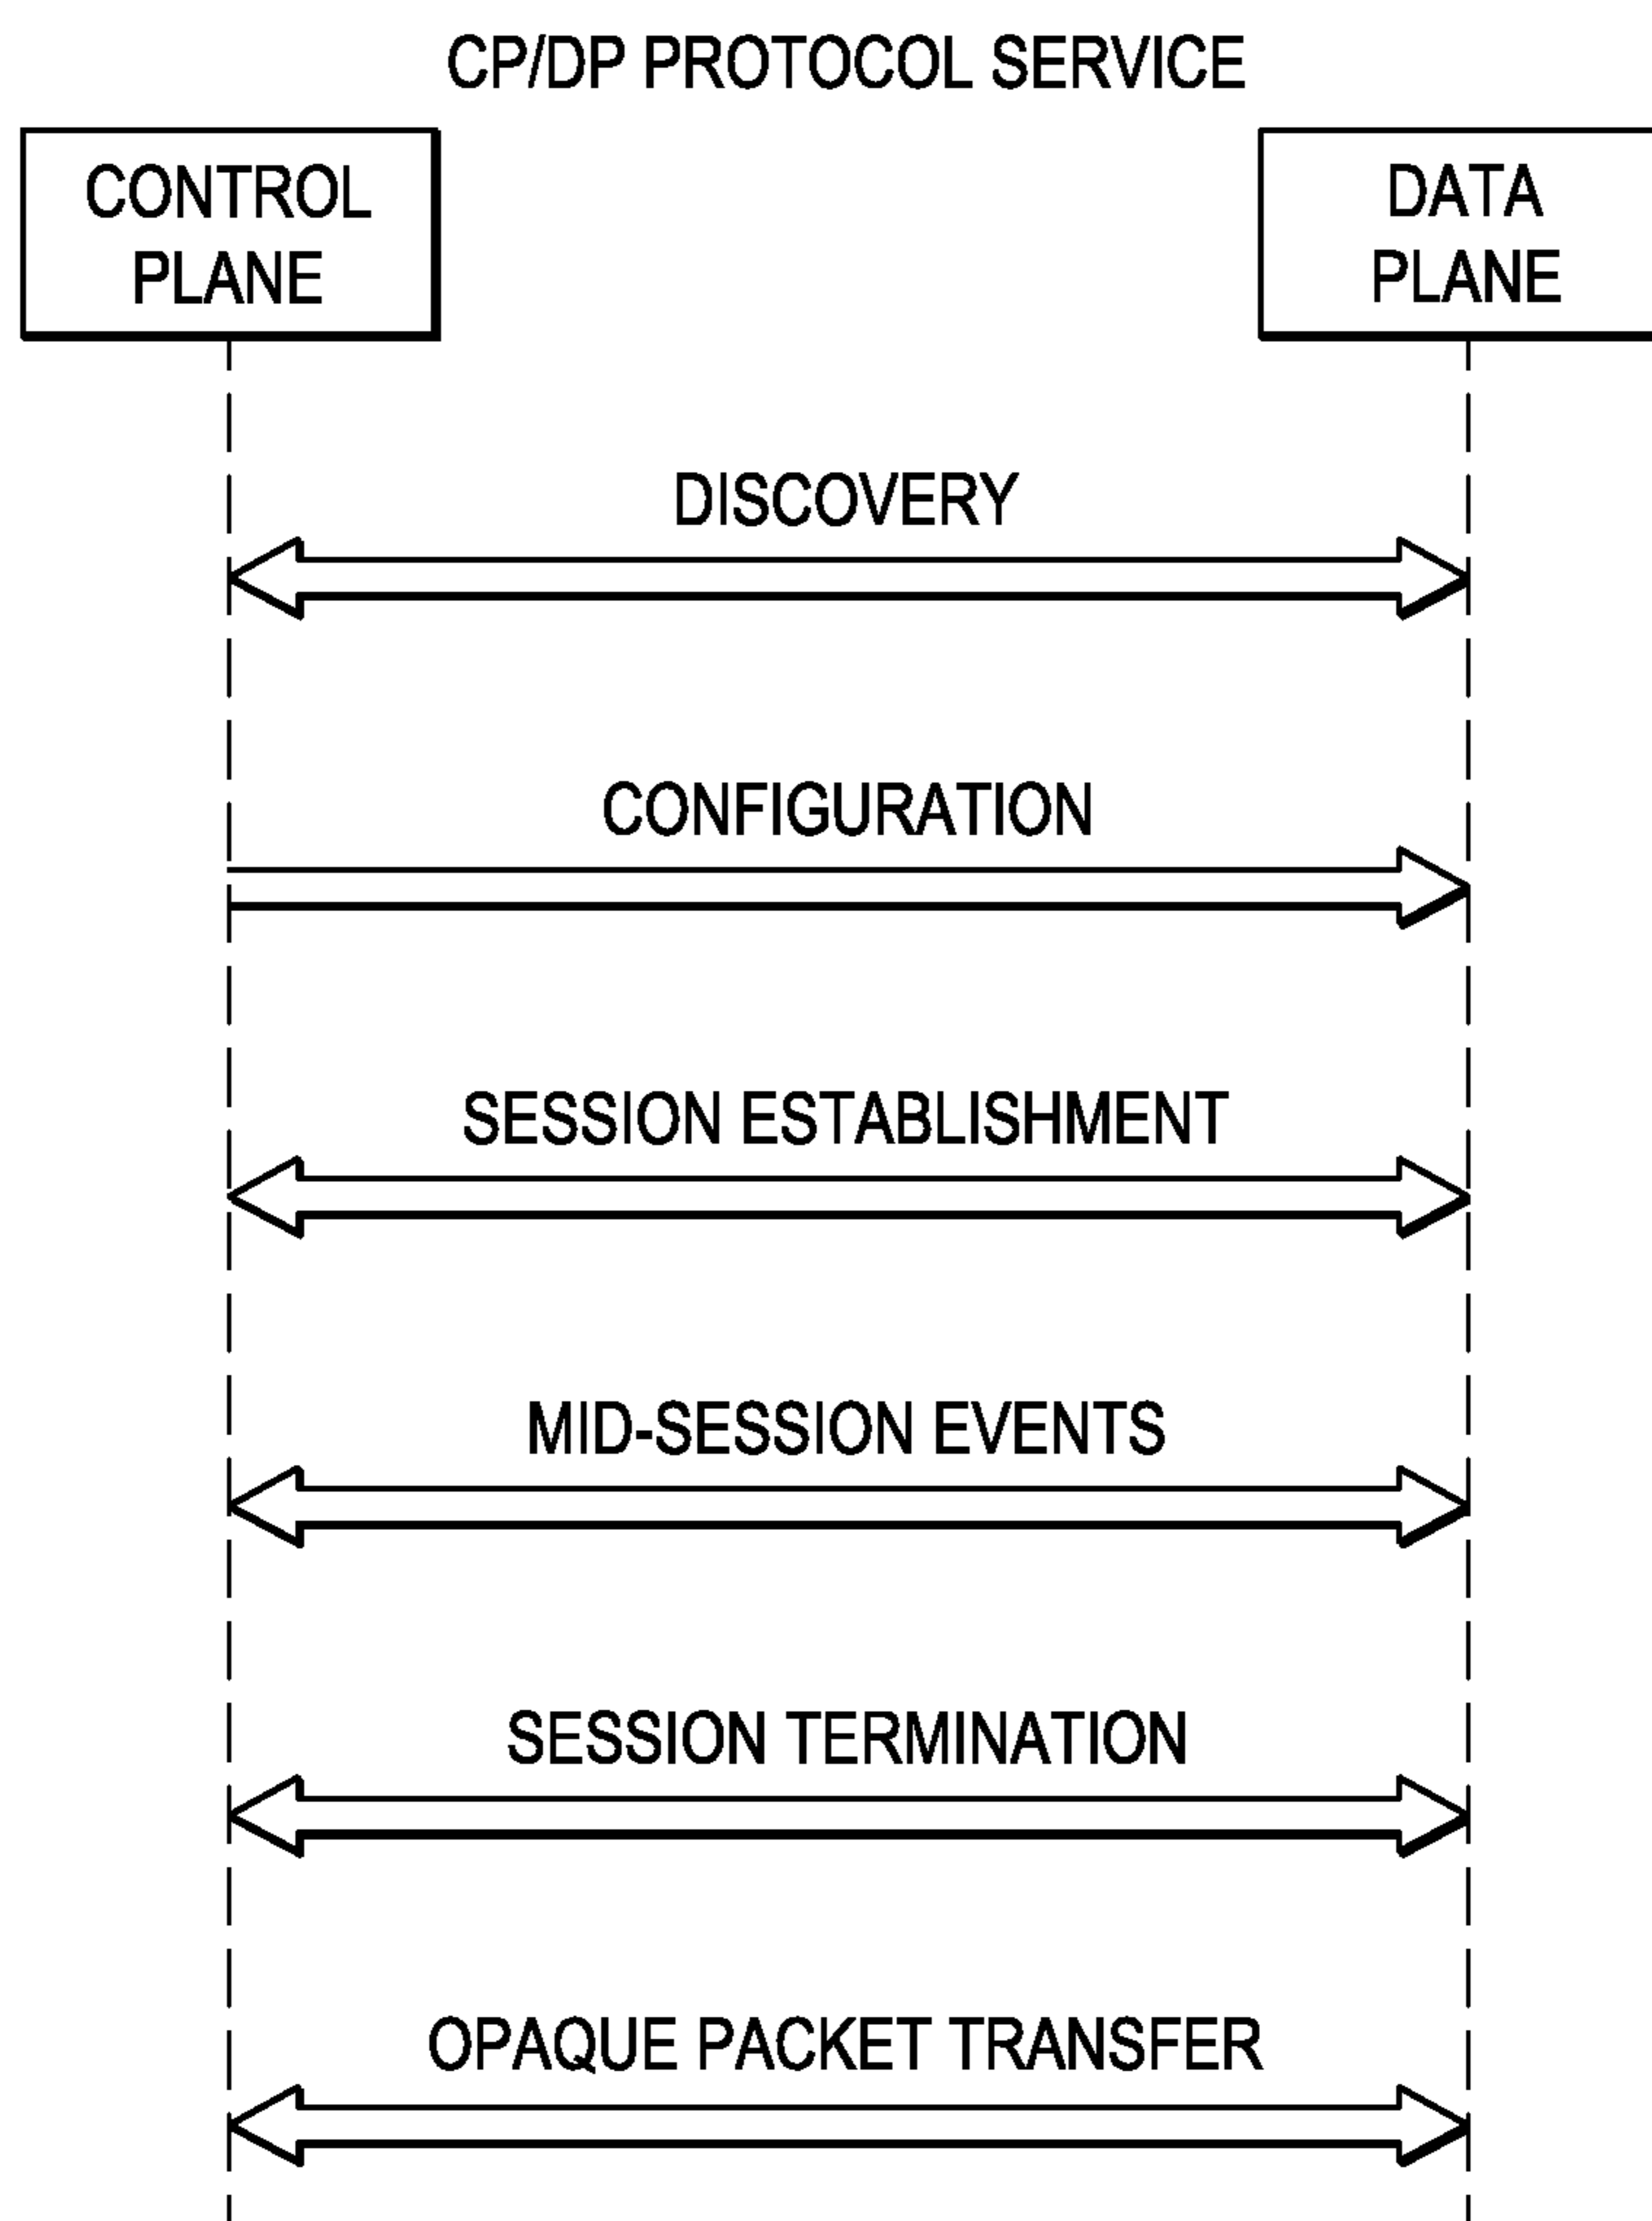 CP/DP PROTOCOL SERVICE
CONTROL
PLANE
DATA
PLANE
DISCOVERY
CONFIGURATION
SESSION ESTABLISHMENT
MID-SESSION EVENTS
SESSION TERMINATION
OPAQUE PACKET TRANSFER